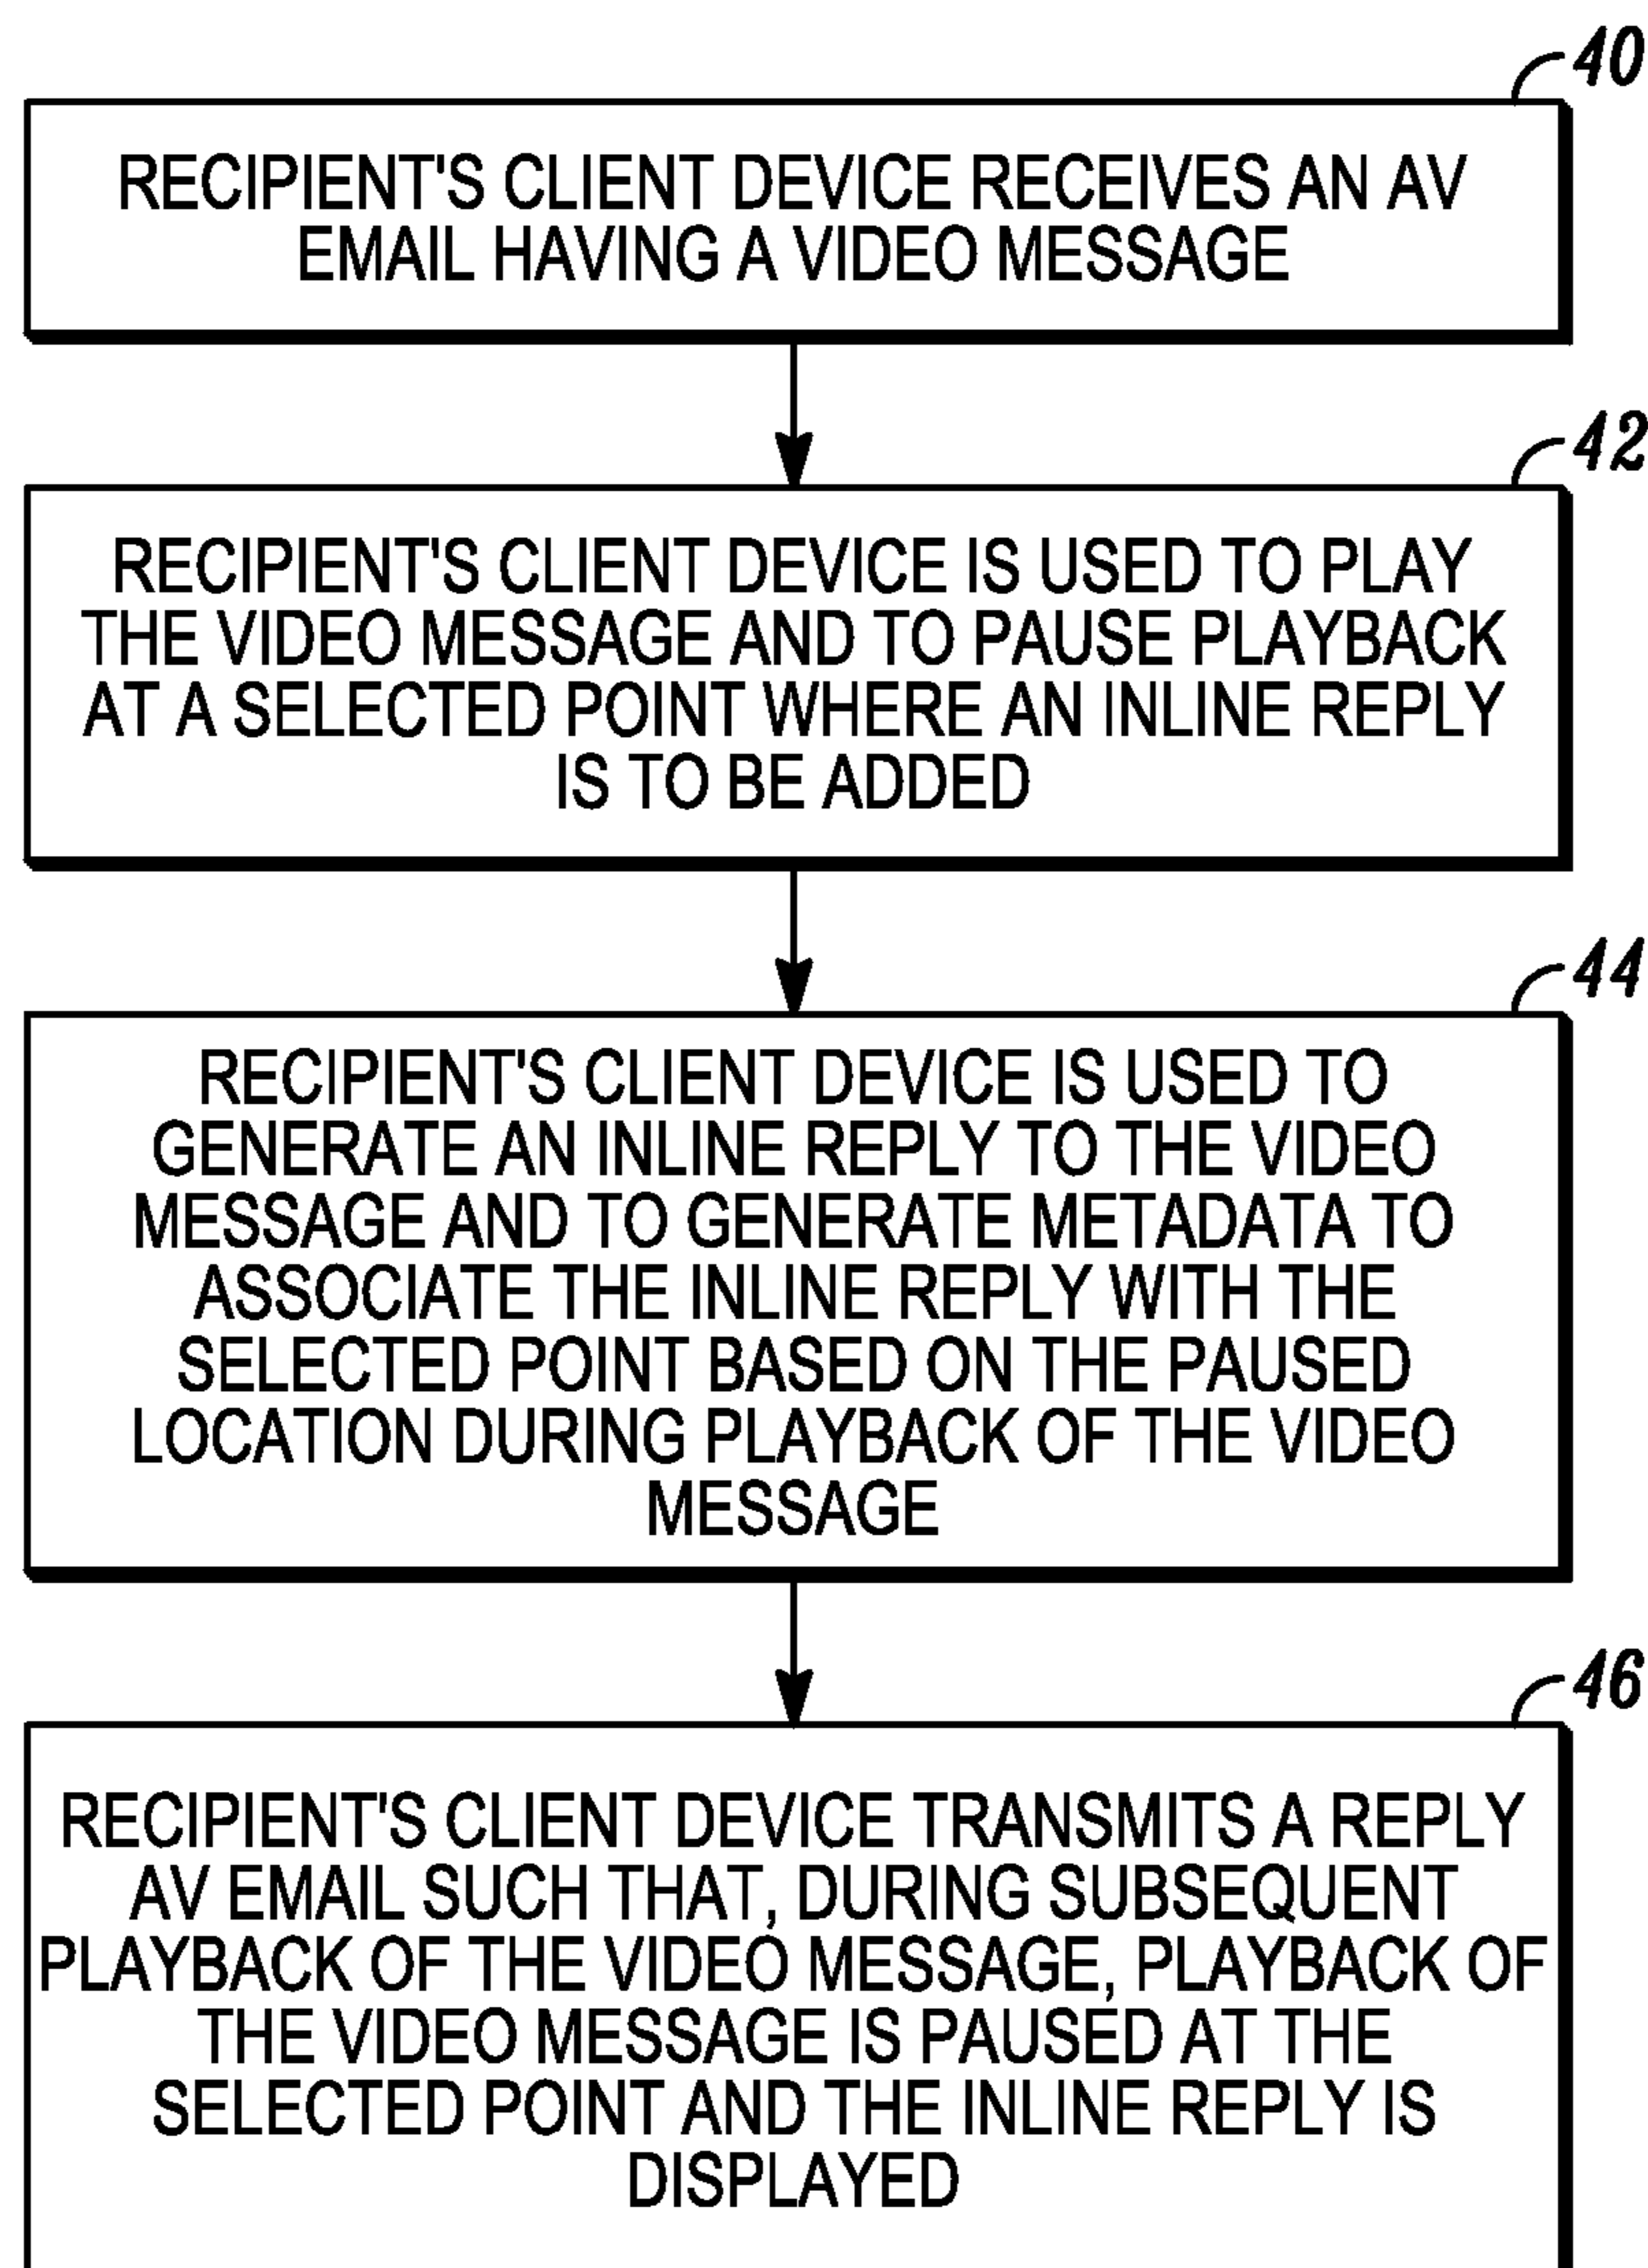 40
RECIPIENT'S CLIENT DEVICE RECEIVES AN AV
EMAIL HAVING A VIDEO MESSAGE
42
RECIPIENT'S CLIENT DEVICE IS USED TO PLAY
THE VIDEO MESSAGE AND TO PAUSE PLAYBACK
AT A SELECTED POINT WHERE AN INLINE REPLY
IS TO BE ADDED
44
RECIPIENT'S CLIENT DEVICE IS USED TO
GENERATE AN INLINE REPLY TO THE VIDEO
MESSAGE AND TO GENERATE METADATA TO
ASSOCIATE THE INLINE REPLY WITH THE
SELECTED POINT BASED ON THE PAUSED
LOCATION DURING PLAYBACK OF THE VIDEO
MESSAGE
46
RECIPIENT'S CLIENT DEVICE TRANSMITS A REPLY
AV EMAIL SUCH THAT, DURING SUBSEQUENT
PLAYBACK OF THE VIDEO MESSAGE, PLAYBACK OF
THE VIDEO MESSAGE IS PAUSED AT THE
SELECTED POINT AND THE INLINE REPLY IS
DISPLAYED